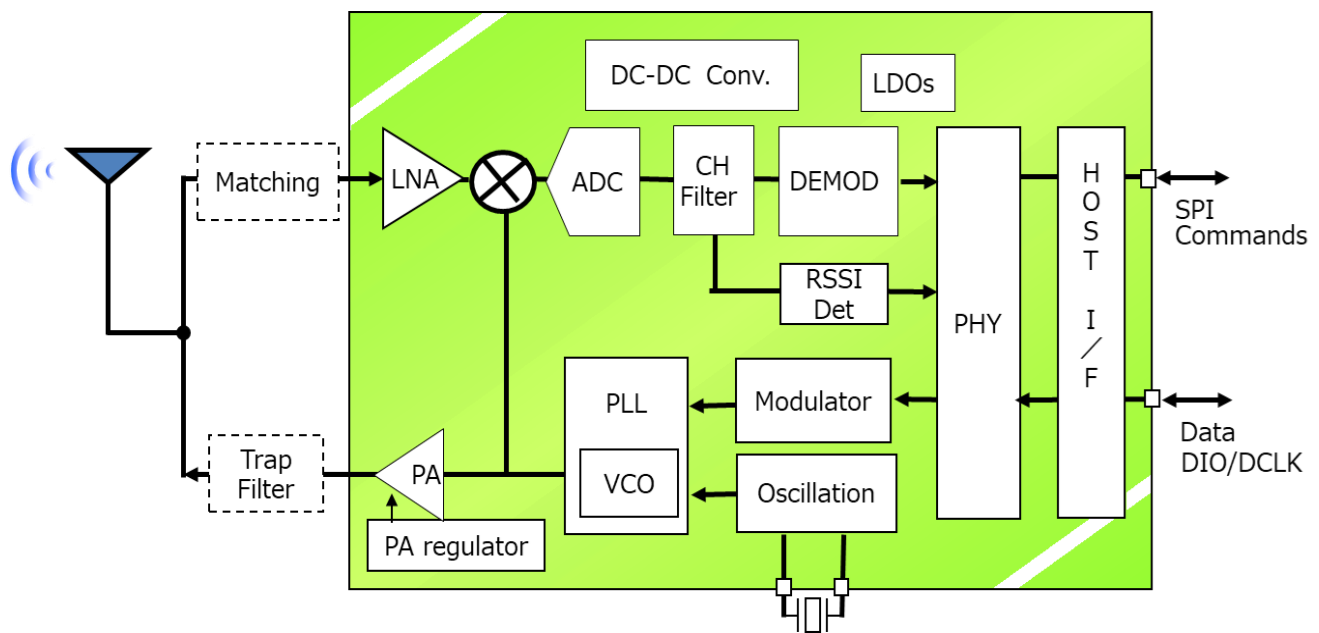 DC-DC Conv.
LDOs
Matching
LNA
ADC
CH
Filter
DEMOD
PHY
H
O
S
T
I
/
F
SPI
Commands
RSSI
Det
PLL
VCO
Modulator
Oscillation
Data
DIO/DCLK
Trap
Filter
PA
PA regulator